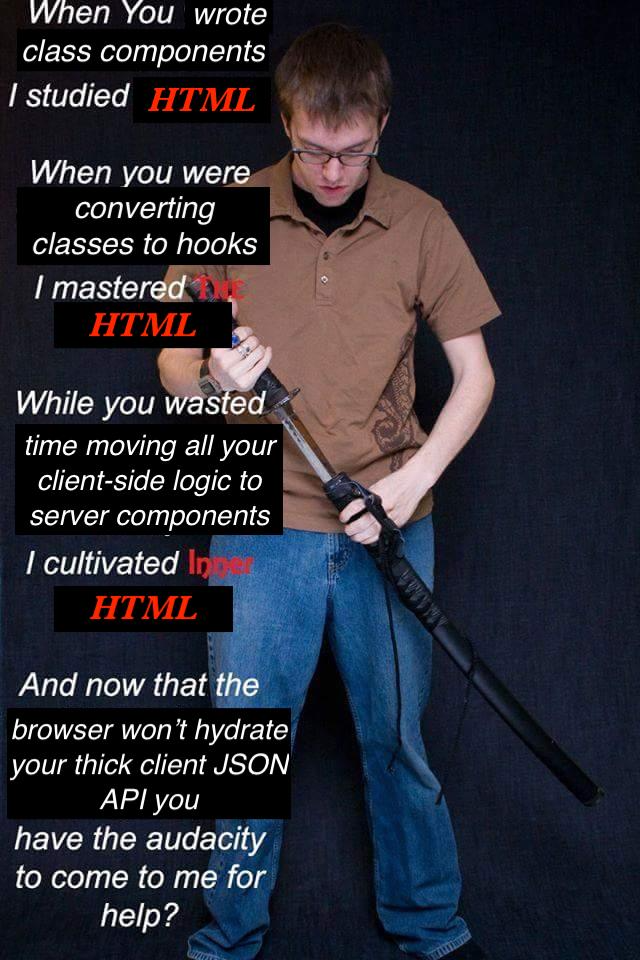 When You wrote
class components
I studied HTML
When you were
converting
classes to hooks
I mastered THE
HTML
While you wasted
time moving all your
client-side logic to
server components
I cultivated Inner
HTML
And now that the
browser won't hydrate
your thick client JSON
API you
have the audacity
to come to me for
help?